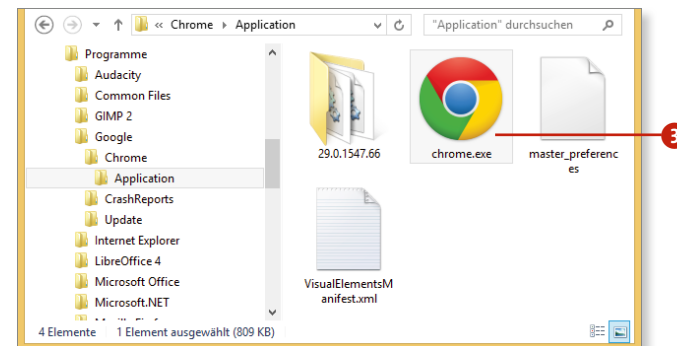 « Chrome Application
"Application" durchsuchen
Programme
Audacity
Common Files
GIMP 2
Google
Chrome
Application
CrashReports
Update
Internet Explorer
LibreOffice 4
Microsoft Office
Microsoft.NET
29.0.1547.66
chrome.exe
master_preferenc
es
VisualElementsM
anifest.xml
3
4 Elemente 1 Element ausgewählt (809 KB)